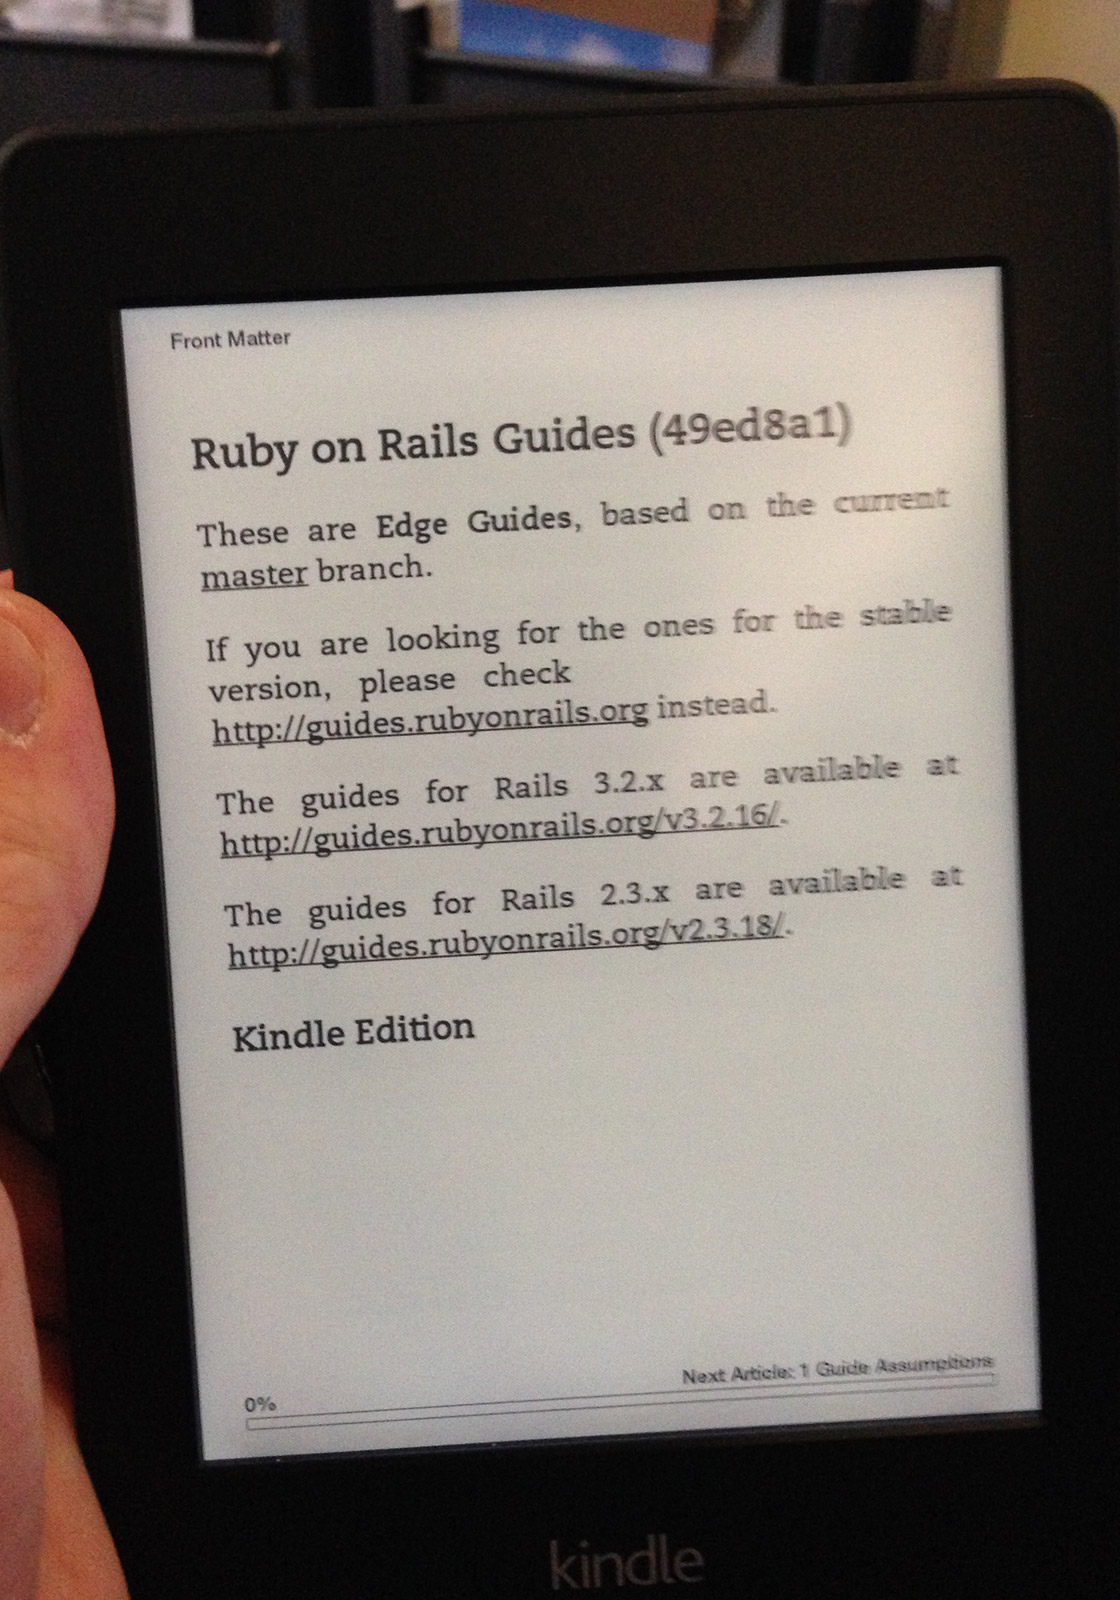 Front Matter
Ruby on Rails Guides (49ed8a1)
These are Edge Guides, based on the current
master branch.
If you are looking for the ones for the stable
version, please check
http://guides.rubyonrails.org instead.
The guides for Rails 3.2.x are available at
http://guides.rubyonrails.org/v3.2.16/.
The guides for Rails 2.3.x are available at
http://guides.rubyonrails.org/v2.3.18/.
Kindle Edition
Next Article: 1 Guide Assumptions
0%
kindle